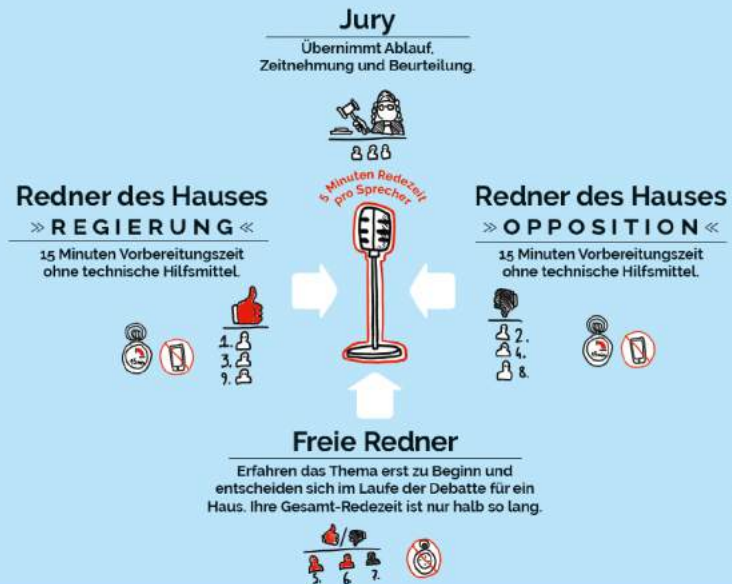 Jury
Übernimmt Ablauf,
Zeitnehmung und Beurteilung.
5 Minuten Redezeit
pro Sprecher
Redner des Hauses
» REGIERUNG «
15 Minuten Vorbereitungszeit
ohne technische Hilfsmittel.
1.
3.
9.
Redner des Hauses
» OPPOSITION «
15 Minuten Vorbereitungszeit
ohne technische Hilfsmittel.
2.
4.
8.
Freie Redner
Erfahren das Thema erst zu Beginn und
entscheiden sich im Laufe der Debatte für ein
Haus. Ihre Gesamt-Redezeit ist nur halb so lang.
5. 6. 7.